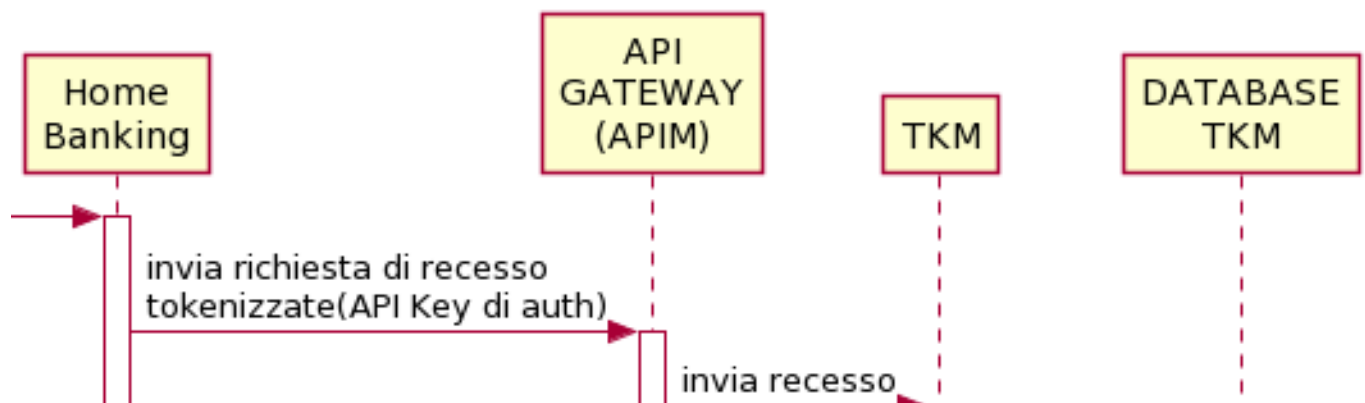 Home
Banking
API
GATEWAY
(APIM)
TKM
DATABASE
TKM
invia richiesta di recesso
tokenizzate(API Key di auth)
invia recesso